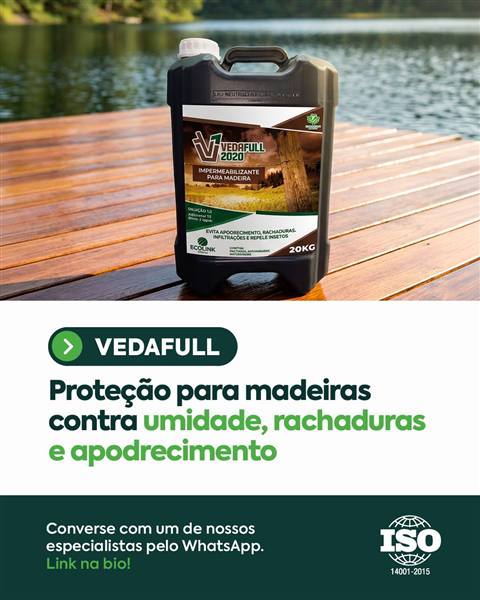 VEDAFULL
2020
IMPERMEABILIZANTE
PARA MADEIRA
EVITA APODRECIMENTO, RACHADURAS,
INFILTRAÇÕES E REPELE INSETOS
ECOLINK
20KG
VEDAFULL
Proteção para madeiras
contra umidade, rachaduras
e apodrecimento
Converse com um de nossos
especialistas pelo WhatsApp.
Link na bio!
ISO
14001-2015